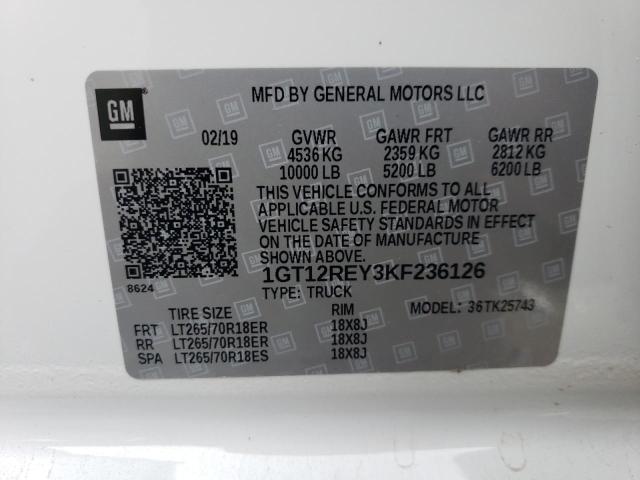 GM
MFD BY GENERAL MOTORS LLC
02/19 GVWR GAWR FRT GAWR RR
4536 KG 2359 KG 2812 KG
10000 LB 5200 LB 6200 LB
THIS VEHICLE CONFORMS TO ALL
APPLICABLE U.S. FEDERAL MOTOR
VEHICLE SAFETY STANDARDS IN EFFECT
ON THE DATE OF MANUFACTURE
SHOWN ABOVE.
8624
1GT12REY3KF236126
TYPE: TRUCK MODEL: 36TK25743
TIRE SIZE RIM
FRT LT265/70R18ER 18X8J
RR LT265/70R18ER 18X8J
SPA LT265/70R18ES 18X8J